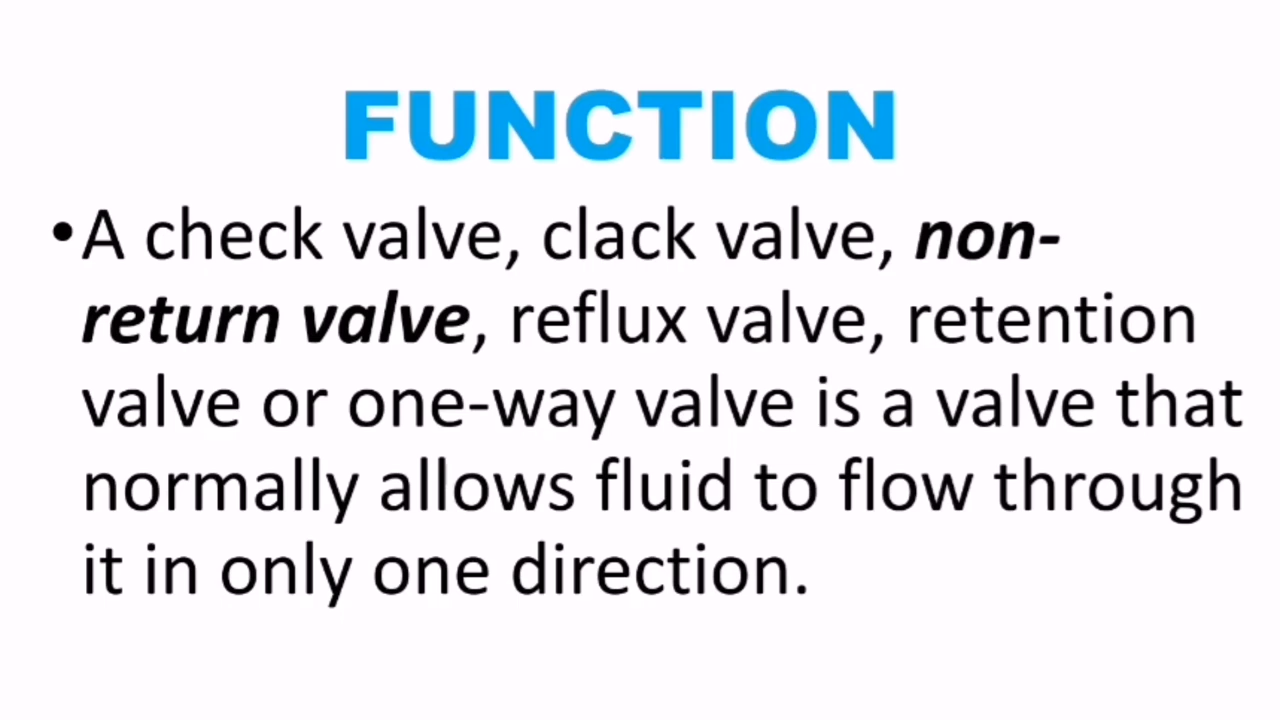 FUNCTION
•A check valve, clack valve, non-
return valve, reflux valve, retention
valve or one-way valve is a valve that
normally allows fluid to flow through
it in only one direction.